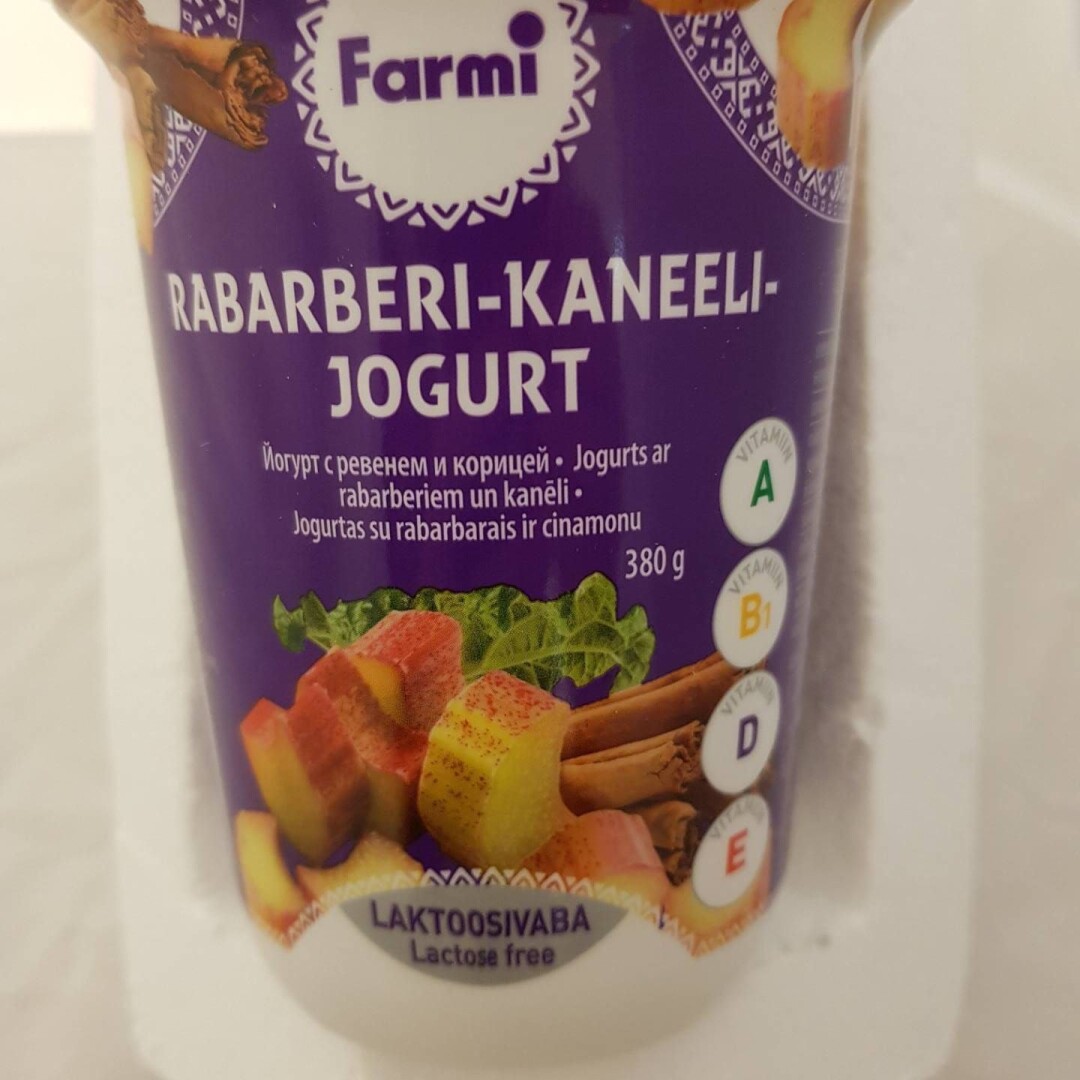 Farmi
RABARBERI-KANEELI-
JOGURT
Йогурт с ревенем и корицей • Jogurts ar
rabarberiem un kanēli •
Jogurtas su rabarbarais ir cinamonu
380 g
VITAMIIN
A
VITAMIIN
B1
VITAMIIN
D
VITAMIIN
E
LAKTOOSIVABA
Lactose free